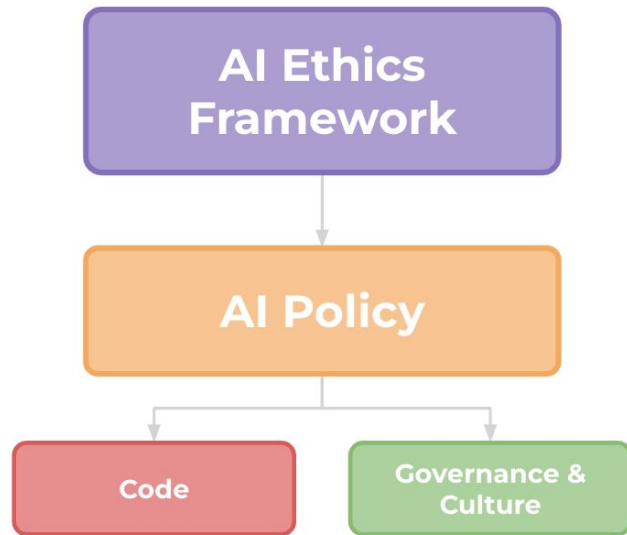 AI Ethics
Framework
AI Policy
Code
Governance &
Culture